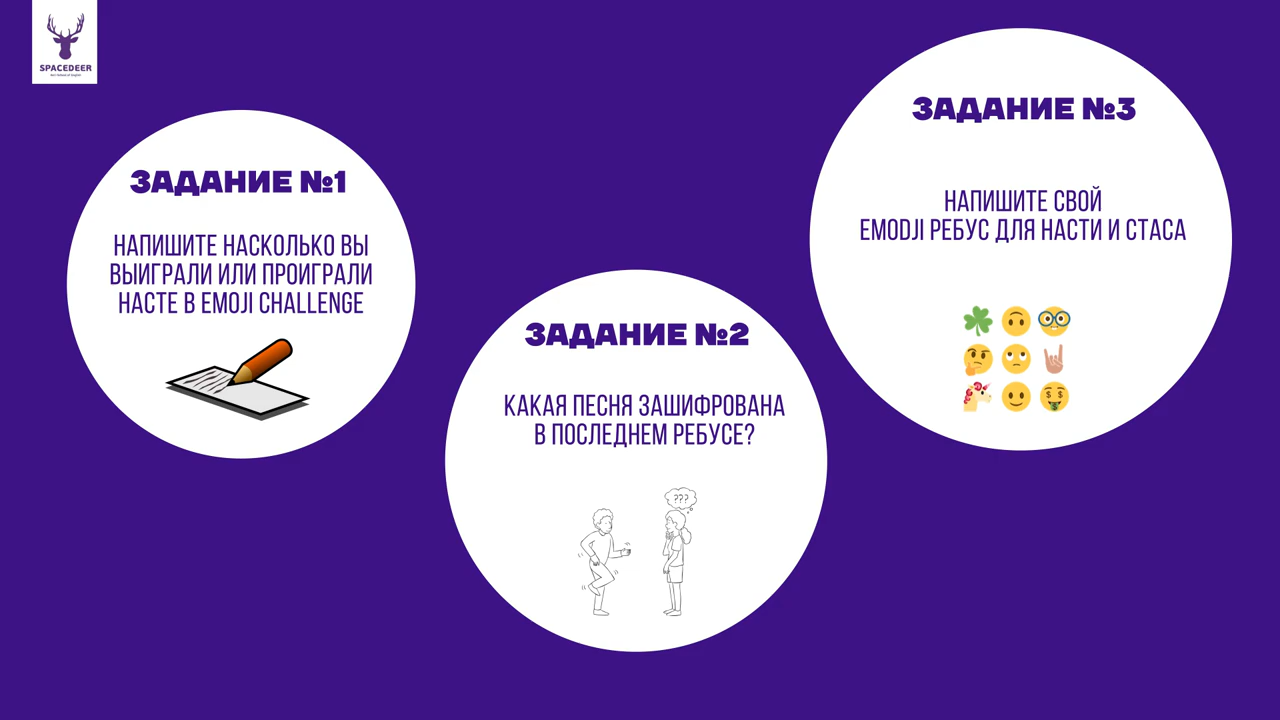 SPACEDEER
ЗАДАНИЕ №1
НАПИШИТЕ НАСКОЛЬКО ВЫ
ВЫИГРАЛИ ИЛИ ПРОИГРАЛИ
НАСТЕ В EMOJI CHALLENGE
ЗАДАНИЕ №2
КАКАЯ ПЕСНЯ ЗАШИФРОВАНА
В ПОСЛЕДНЕМ РЕБУСЕ?
???
ЗАДАНИЕ №3
НАПИШИТЕ СВОЙ
EMODJI РЕБУС ДЛЯ НАСТИ И СТАСА